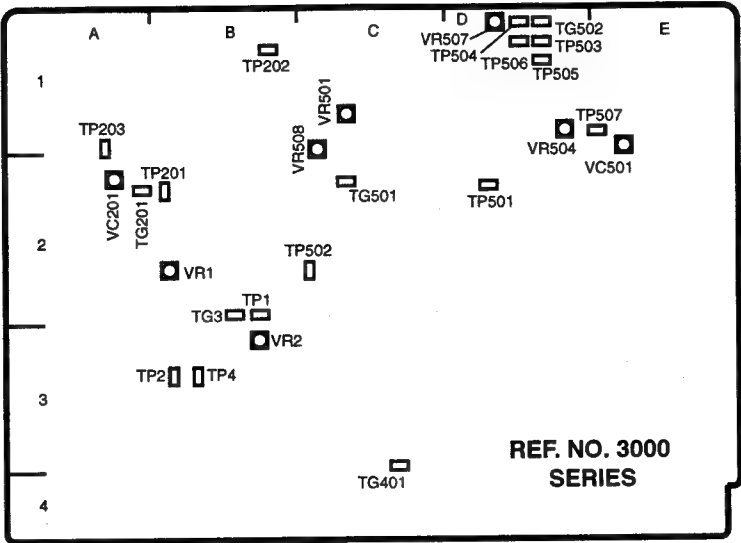 A
B
C
D
E
VR507
TP504
TG502
TP503
TP506
TP505
1
TP202
VR501
TP203
VR508
TP507
VR504
VC501
TP201
VC201
TG201
TG501
TP501
2
TP502
VR1
TP1
TG3
VR2
TP2
TP4
3
REF. NO. 3000
SERIES
TG401
4